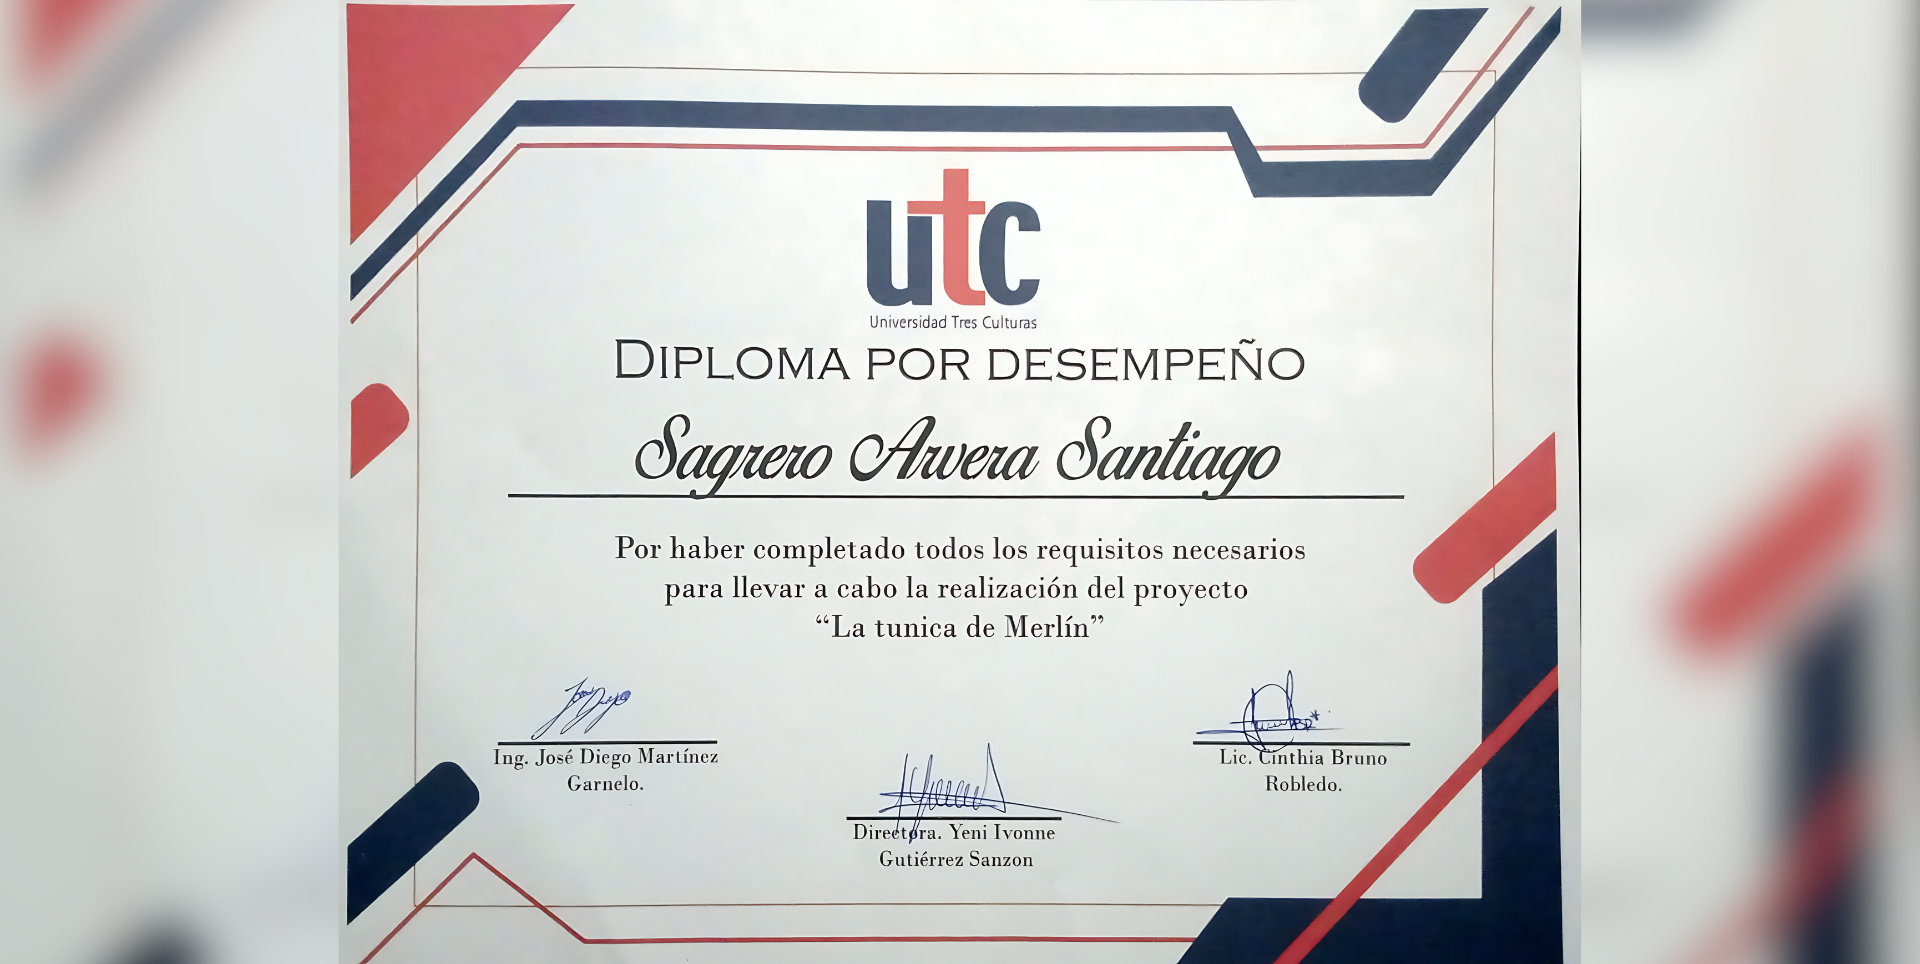 utc
Universidad Tres Culturas
DIPLOMA POR DESEMPEÑO
Sagrero Arvera Santiago
Por haber completado todos los requisitos necesarios
para llevar a cabo la realización del proyecto
“La tunica de Merlín”
Ing. José Diego Martínez
Garnelo.
Lic. Cinthia Bruno
Robledo.
Directora. Yeni Ivonne
Gutiérrez Sanzon